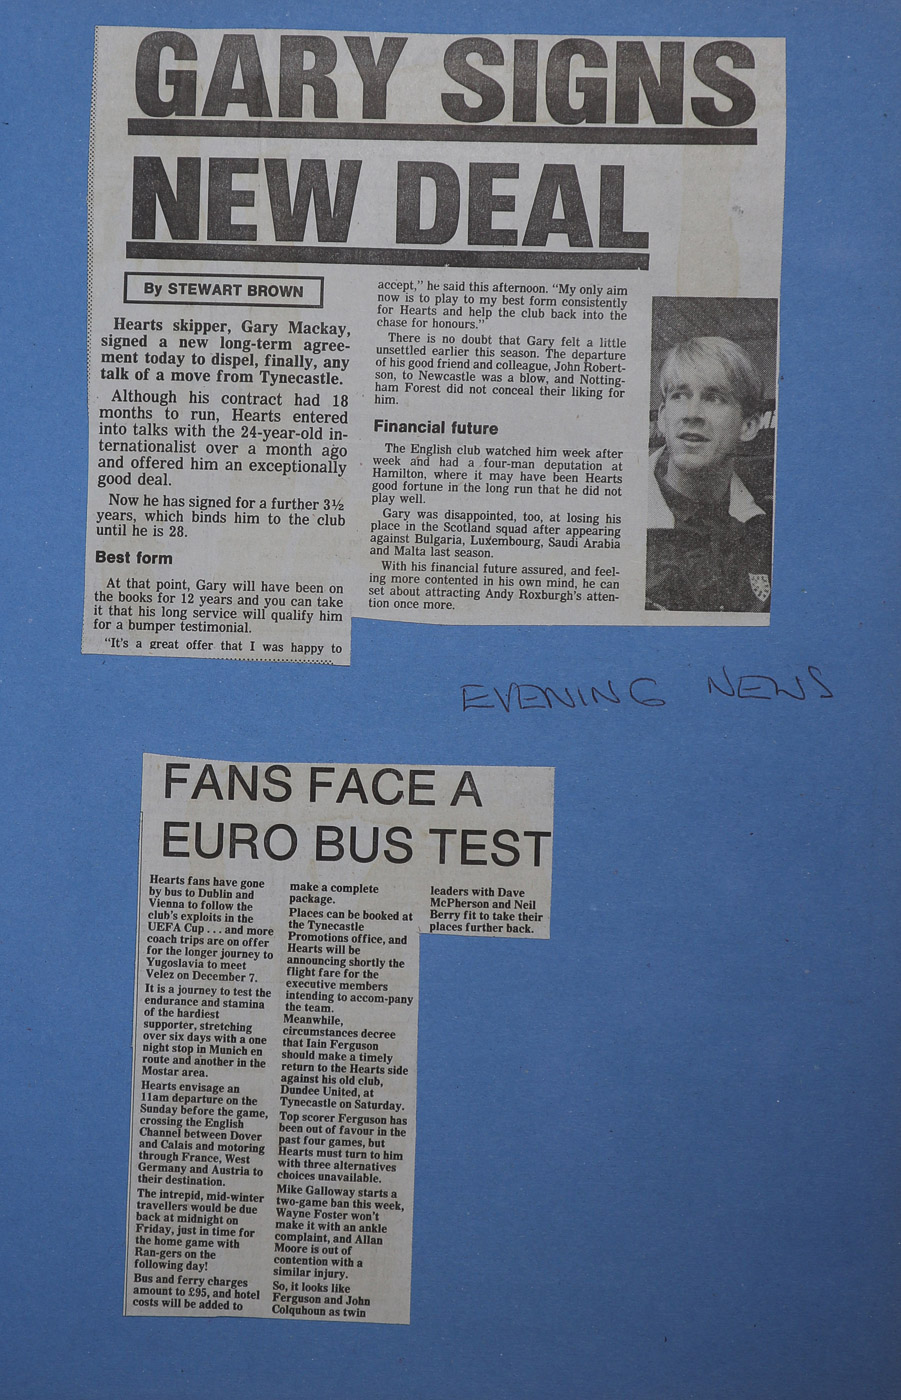 GARY SIGNS
NEW DEAL
By STEWART BROWN
Hearts skipper, Gary Mackay,
signed a new long-term agree-
ment today to dispel, finally, any
talk of a move from Tynecastle.
Although his contract had 18
months to run, Hearts entered
into talks with the 24-year-old in-
ternationalist over a month ago
and offered him an exceptionally
good deal.
Now he has signed for a further 3½
years, which binds him to the club
until he is 28.
Best form
At that point, Gary will have been on
the books for 12 years and you can take
it that his long service will qualify him
for a bumper testimonial.
"It's a great offer that I was happy to
accept," he said this afternoon. "My only aim
now is to play to my best form consistently
for Hearts and help the club back into the
chase for honours."
There is no doubt that Gary felt a little
unsettled earlier this season. The departure
of his good friend and colleague, John Robert-
son, to Newcastle was a blow, and Notting-
ham Forest did not conceal their liking for
him.
Financial future
The English club watched him week after
week and had a four-man deputation at
Hamilton, where it may have been Hearts
good fortune in the long run that he did not
play well.
Gary was disappointed, too, at losing his
place in the Scotland squad after appearing
against Bulgaria, Luxembourg, Saudi Arabia
and Malta last season.
With his financial future assured, and feel-
ing more contented in his own mind, he can
set about attracting Andy Roxburgh's atten-
tion once more.
EVENING NEWS
FANS FACE A
EURO BUS TEST
Hearts fans have gone
by bus to Dublin and
Vienna to follow the
club's exploits in the
UEFA Cup . . . and more
coach trips are on offer
for the longer journey to
Yugoslavia to meet
Velez on December 7.
It is a journey to test the
endurance and stamina
of the hardiest
supporter, stretching
over six days with a one
night stop in Munich en
route and another in the
Mostar area.
Hearts envisage an
11am departure on the
Sunday before the game,
crossing the English
Channel between Dover
and Calais and motoring
through France, West
Germany and Austria to
their destination.
The intrepid, mid-winter
travellers would be due
back at midnight on
Friday, just in time for
the home game with
Ran-gers on the
following day!
Bus and ferry charges
amount to £95, and hotel
costs will be added to
make a complete
package.
Places can be booked at
the Tynecastle
Promotions office, and
Hearts will be
announcing shortly the
flight fare for the
executive members
intending to accom-pany
the team.
Meanwhile,
circumstances decree
that Iain Ferguson
should make a timely
return to the Hearts side
against his old club,
Dundee United, at
Tynecastle on Saturday.
Top scorer Ferguson has
been out of favour in the
past four games, but
Hearts must turn to him
with three alternatives
choices unavailable.
Mike Galloway starts a
two-game ban this week,
Wayne Foster won't
make it with an ankle
complaint, and Allan
Moore is out of
contention with a
similar injury.
So, it looks like
Ferguson and John
Colquhoun as twin
leaders with Dave
McPherson and Neil
Berry fit to take their
places further back.